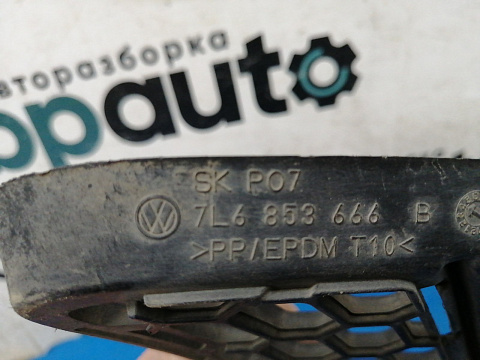 авторазборка
opauto
SK P07
7L6 853 666 B
>PP/EPDM T10<